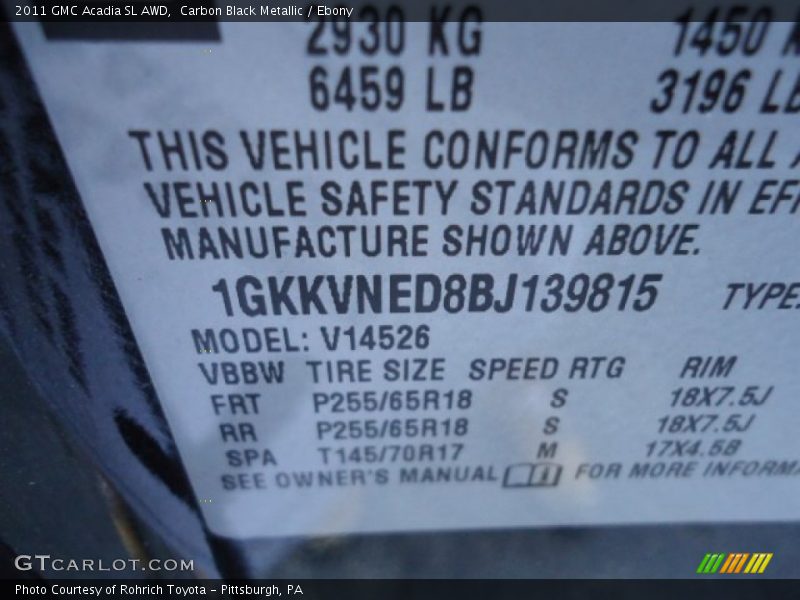 2011 GMC Acadia SL AWD, Carbon Black Metallic / Ebony
2930 KG 1450
6459 LB 3196 LB
THIS VEHICLE CONFORMS TO ALL
VEHICLE SAFETY STANDARDS IN
MANUFACTURE SHOWN ABOVE.
1GKKVNED8BJ139815 TYPE:
MODEL: V14526
VBBW TIRE SIZE SPEED RTG RIM
FRT P255/65R18 S 18X7.5J
RR P255/65R18 S 18X7.5J
SPA T145/70R17 M 17X4.5B
SEE OWNER'S MANUAL FOR MORE
GTCARLOT.COM
Photo Courtesy of Rohrich Toyota - Pittsburgh, PA